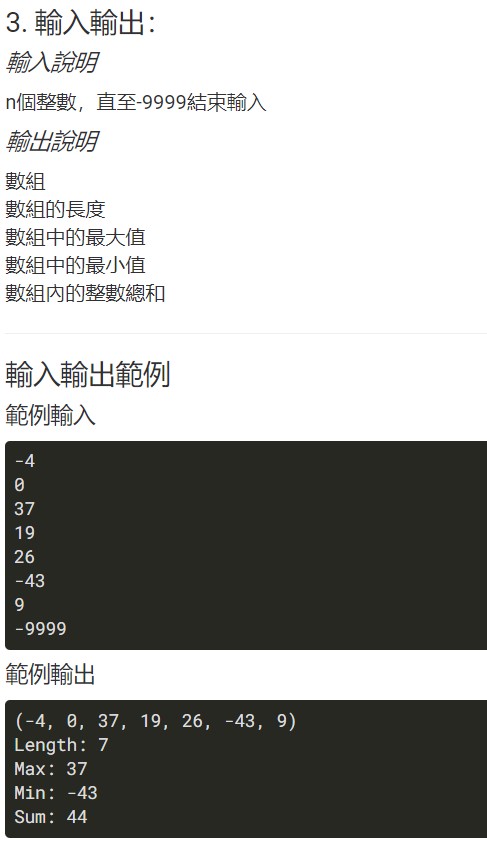 3. 輸入輸出:
輸入說明
n個整數，直至-9999結束輸入
輸出說明
數組
數組的長度
數組中的最大值
數組中的最小值
數組內的整數總和
輸入輸出範例
範例輸入
-4
0
37
19
26
-43
9
-9999
範例輸出
(-4, 0, 37, 19, 26, -43, 9)
Length: 7
Max: 37
Min: -43
Sum: 44